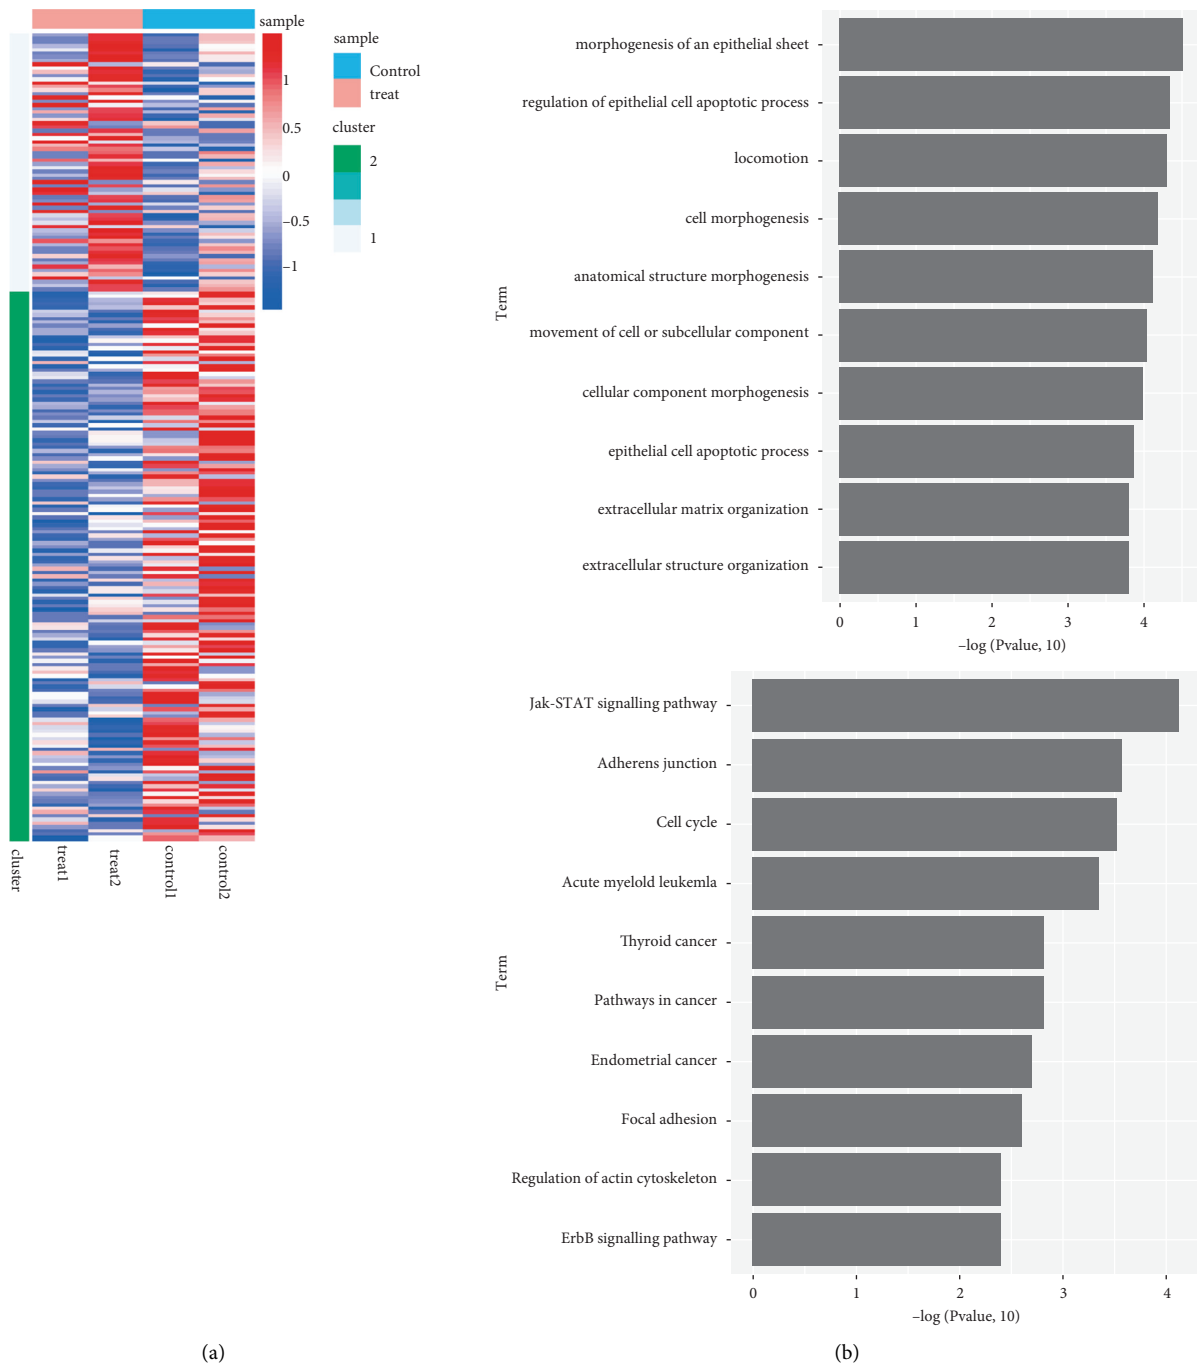 sample
1
0.5
0
–0.5
–1
sample
Control
treat
cluster
2
1
cluster
treat1
treat2
control1
control2
(a)
Term
morphogenesis of an epithelial sheet
regulation of epithelial cell apoptotic process
locomotion
cell morphogenesis
anatomical structure morphogenesis
movement of cell or subcellular component
cellular component morphogenesis
epithelial cell apoptotic process
extracellular matrix organization
extracellular structure organization
0 1 2 3 4
–log (Pvalue, 10)
Term
Jak-STAT signalling pathway
Adherens junction
Cell cycle
Acute myelold leukemla
Thyroid cancer
Pathways in cancer
Endometrial cancer
Focal adhesion
Regulation of actin cytoskeleton
ErbB signalling pathway
0 1 2 3 4
–log (Pvalue, 10)
(b)